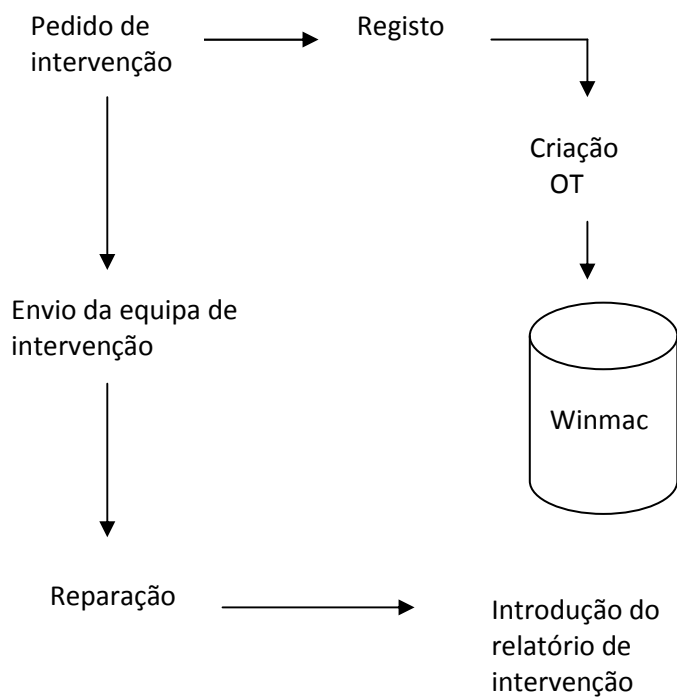 Pedido de
intervenção
Registo
Criação
OT
Envio da equipa de
intervenção
Winmac
Reparação
Introdução do
relatório de
intervenção